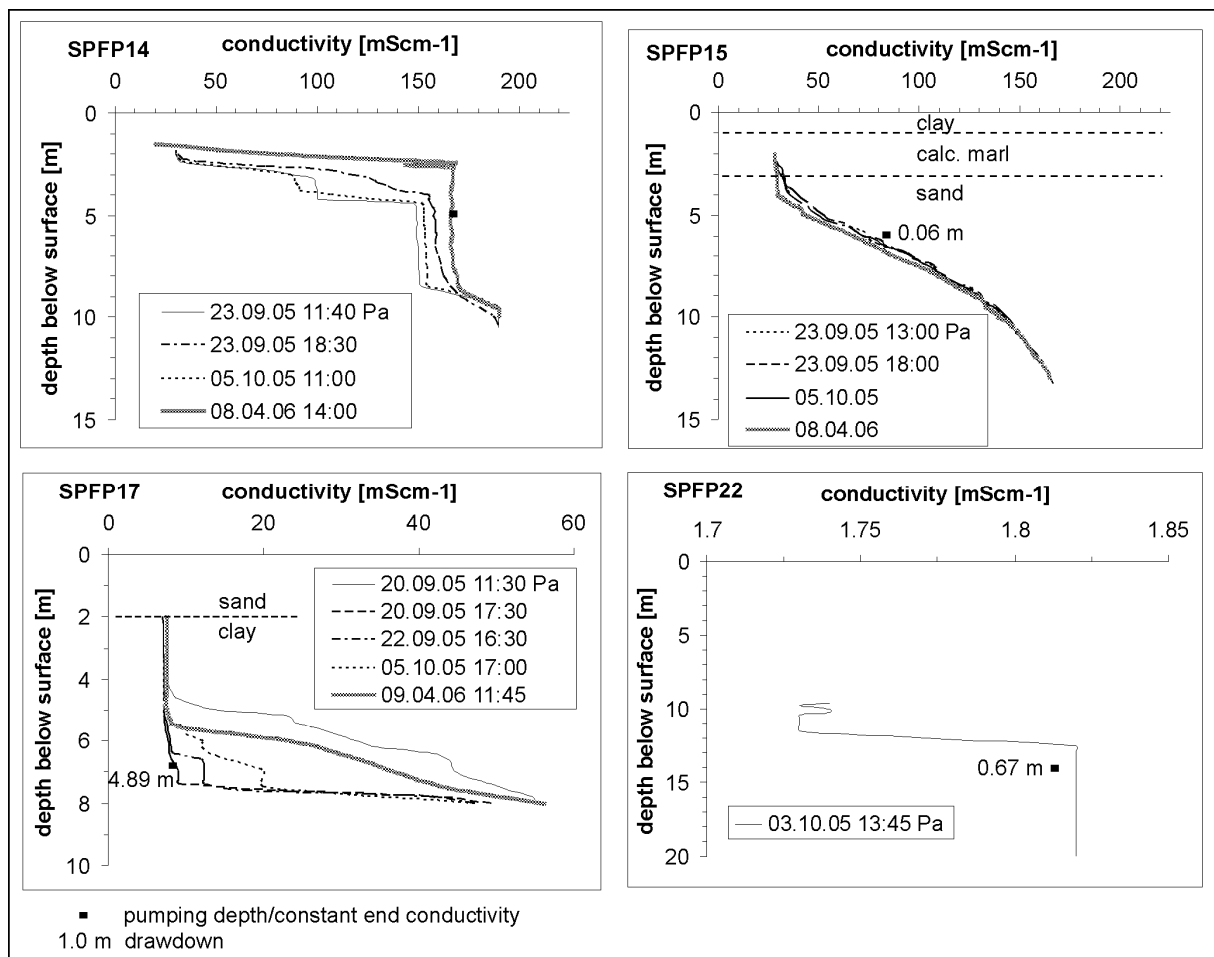 SPFP14
conductivity [mScm-1]
0 50 100 150 200
depth below surface [m]
0
5
10
15
23.09.05 11:40 Pa
23.09.05 18:30
05.10.05 11:00
08.04.06 14:00
SPFP15
conductivity [mScm-1]
0 50 100 150 200
depth below surface [m]
0
5
10
15
clay
calc. marl
sand
0.06 m
23.09.05 13:00 Pa
23.09.05 18:00
05.10.05
08.04.06
SPFP17
conductivity [mScm-1]
0 20 40 60
depth below surface [m]
0
2
4
6
8
10
sand
clay
4.89 m
20.09.05 11:30 Pa
20.09.05 17:30
22.09.05 16:30
05.10.05 17:00
09.04.06 11:45
SPFP22
conductivity [mScm-1]
1.7 1.75 1.8 1.85
depth below surface [m]
0
5
10
15
20
0.67 m
03.10.05 13:45 Pa
pumping depth/constant end conductivity
1.0 m drawdown